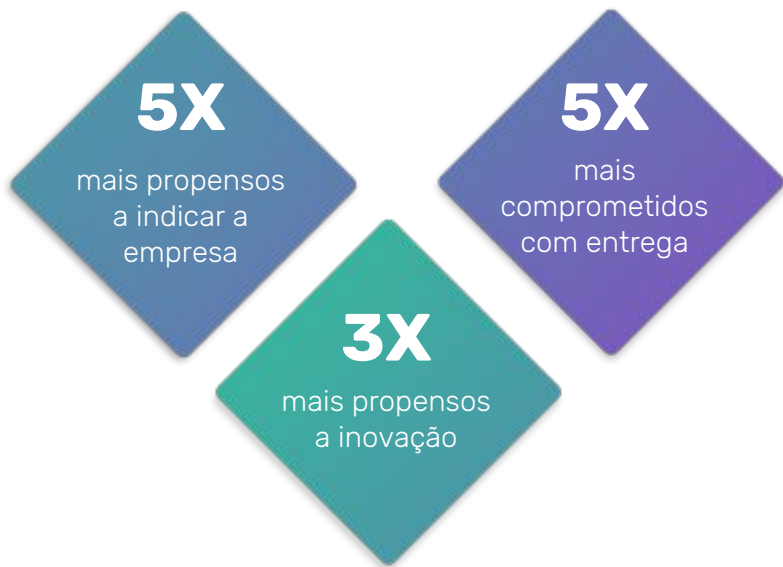 5X
mais propensos
a indicar a
empresa
5X
mais
comprometidos
com entrega
3X
mais propensos
a inovação